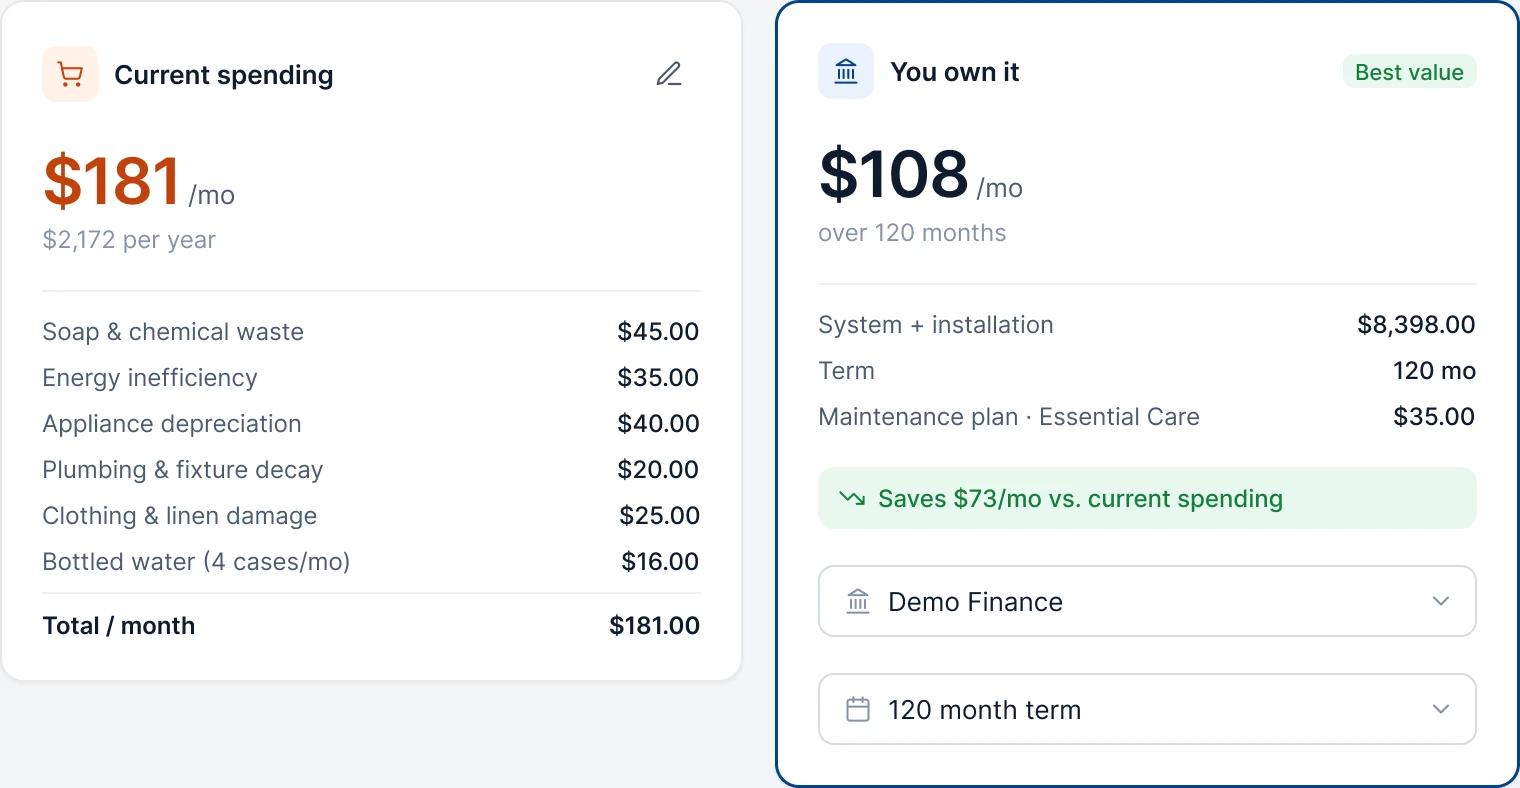 Current spending
$181 /mo
$2,172 per year
Soap & chemical waste $45.00
Energy inefficiency $35.00
Appliance depreciation $40.00
Plumbing & fixture decay $20.00
Clothing & linen damage $25.00
Bottled water (4 cases/mo) $16.00
Total / month $181.00
You own it Best value
$108 /mo
over 120 months
System + installation $8,398.00
Term 120 mo
Maintenance plan · Essential Care $35.00
Saves $73/mo vs. current spending
Demo Finance
120 month term